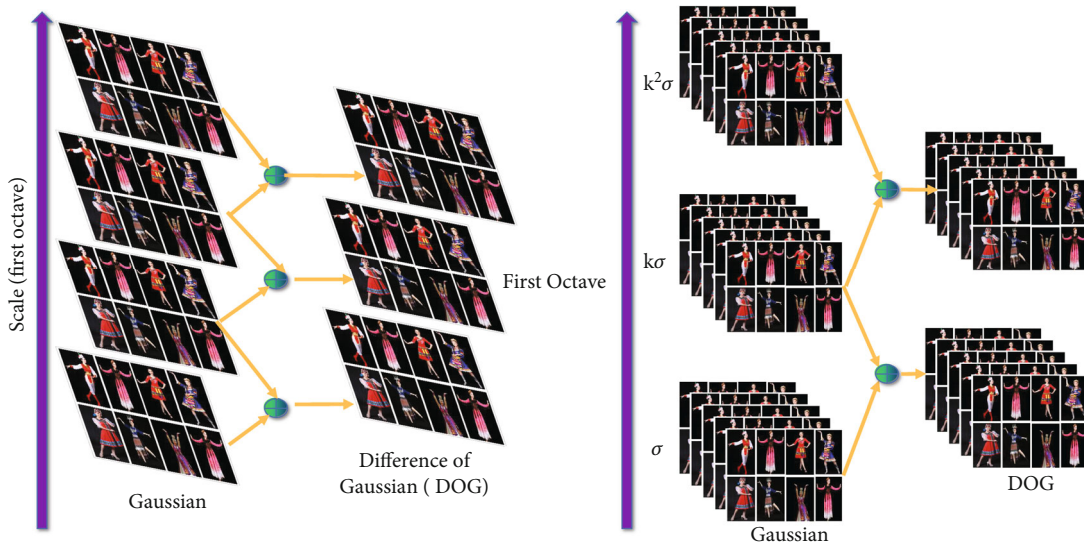 Scale (first octave)
Gaussian
Difference of
Gaussian ( DOG)
First Octave
k²σ
kσ
σ
Gaussian
DOG